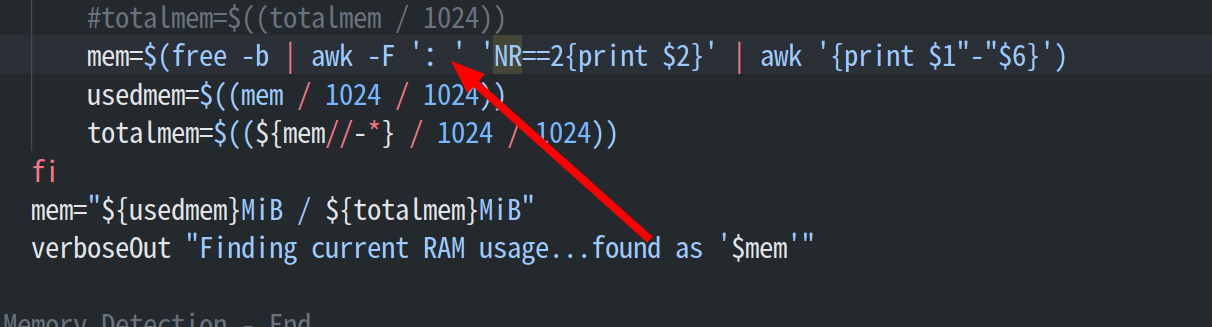 #totalmem=$((totalmem / 1024))
mem=$(free -b | awk -F ': ' 'NR==2{print $2}' | awk '{print $1"-"$6}')
usedmem=$((mem / 1024 / 1024))
totalmem=$((${mem//-*} / 1024 / 1024))
fi
mem="${usedmem}MiB / ${totalmem}MiB"
verboseOut "Finding current RAM usage...found as '$mem'"
Memory Detection - End